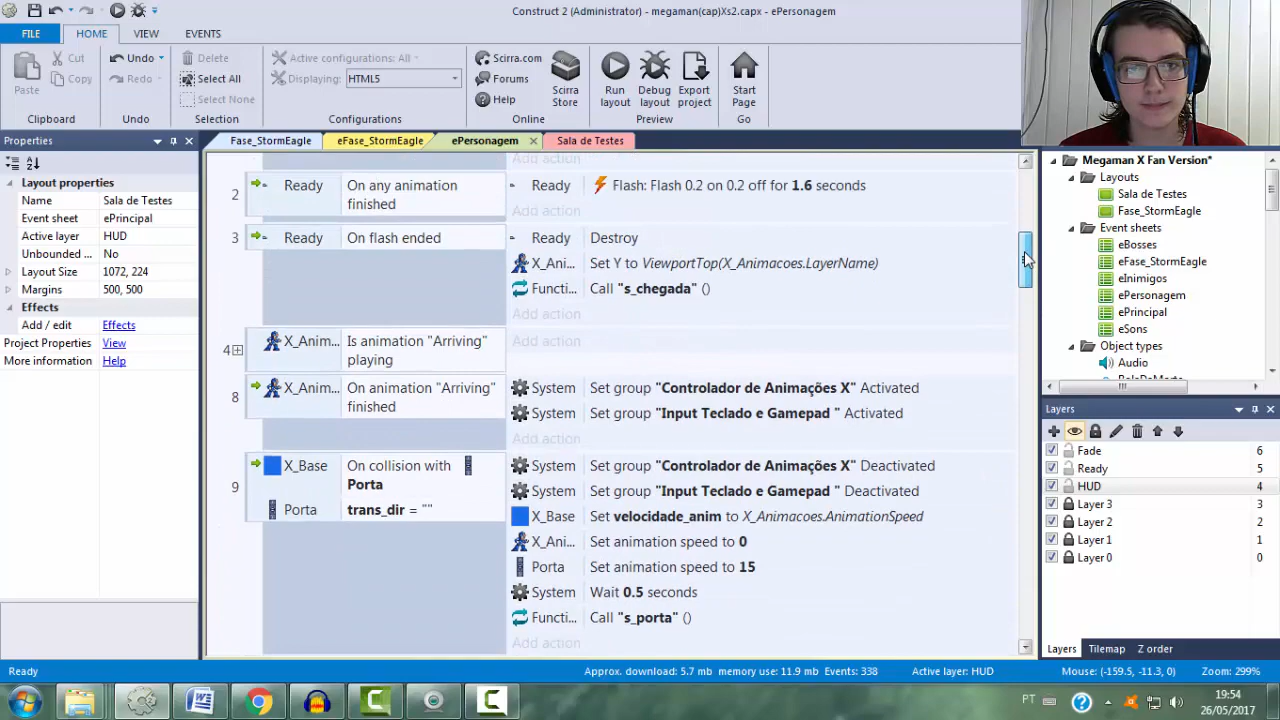 Construct 2 (Administrator) - megaman(cap)Xs2.capx - ePersonagem
FILE HOME VIEW EVENTS
Paste Cut Copy Clipboard
Undo Redo Undo
Delete Select All Select None Selection
Active configurations: All
Displaying: HTML5
Configurations
Scirra.com Forums Help Scirra Store Online
Run layout Debug layout Export project Preview
Start Page Go
Properties
Fase_StormEagle eFase_StormEagle ePersonagem Sala de Testes
Layout properties
Name Sala de Testes
Event sheet ePrincipal
Active layer HUD
Unbounded ... No
Layout Size 1072, 224
Margins 500, 500
Effects
Add / edit Effects
Project Properties View
More information Help
Add action
2 Ready On any animation finished Ready Flash: Flash 0.2 on 0.2 off for 1.6 seconds
Add action
3 Ready On flash ended Ready Destroy
X_Ani... Set Y to ViewportTop(X_Animacoes.LayerName)
Functi... Call "s_chegada" ()
Add action
4 X_Anim... Is animation "Arriving" playing Add action
8 X_Anim... On animation "Arriving" finished System Set group "Controlador de Animações X" Activated
System Set group "Input Teclado e Gamepad " Activated
Add action
9 X_Base On collision with Porta System Set group "Controlador de Animações X" Deactivated
System Set group "Input Teclado e Gamepad " Deactivated
Porta trans_dir = "" X_Base Set velocidade_anim to X_Animacoes.AnimationSpeed
X_Ani... Set animation speed to 0
Porta Set animation speed to 15
System Wait 0.5 seconds
Functi... Call "s_porta" ()
Add action
Megaman X Fan Version*
Layouts
Sala de Testes
Fase_StormEagle
Event sheets
eBosses
eFase_StormEagle
eInimigos
ePersonagem
ePrincipal
eSons
Object types
Audio
Layers
Fade 6
Ready 5
HUD 4
Layer 3 3
Layer 2 2
Layer 1 1
Layer 0 0
Layers Tilemap Z order
Ready Approx. download: 5.7 mb memory use: 11.9 mb Events: 338 Active layer: HUD Mouse: (-159.5, -11.3, 0) Zoom: 299%
PT 19:54
26/05/2017